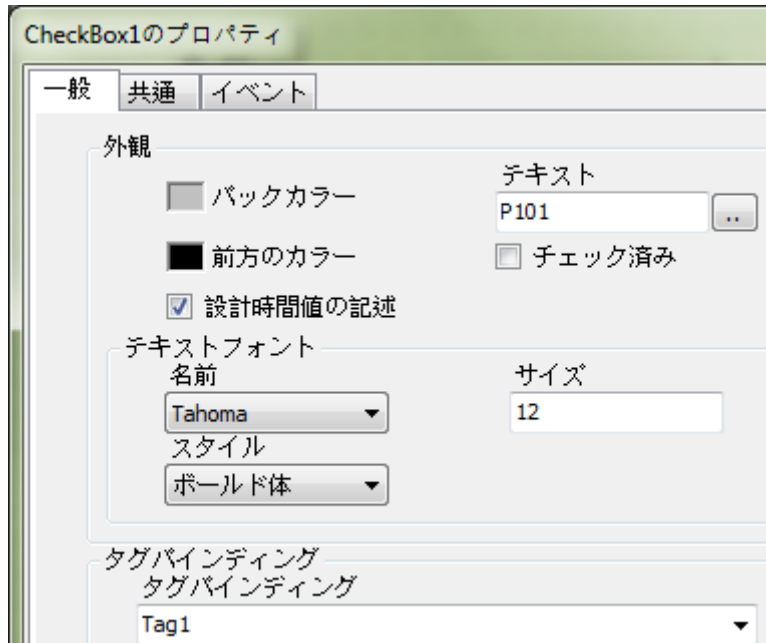 CheckBox1のプロパティ
一般 共通 イベント
外観
バックカラー
テキスト
P101 ..
前方のカラー
チェック済み
設計時間値の記述
テキストフォント
名前 サイズ
Tahoma 12
スタイル
ボールド体
タグバインディング
タグバインディング
Tag1